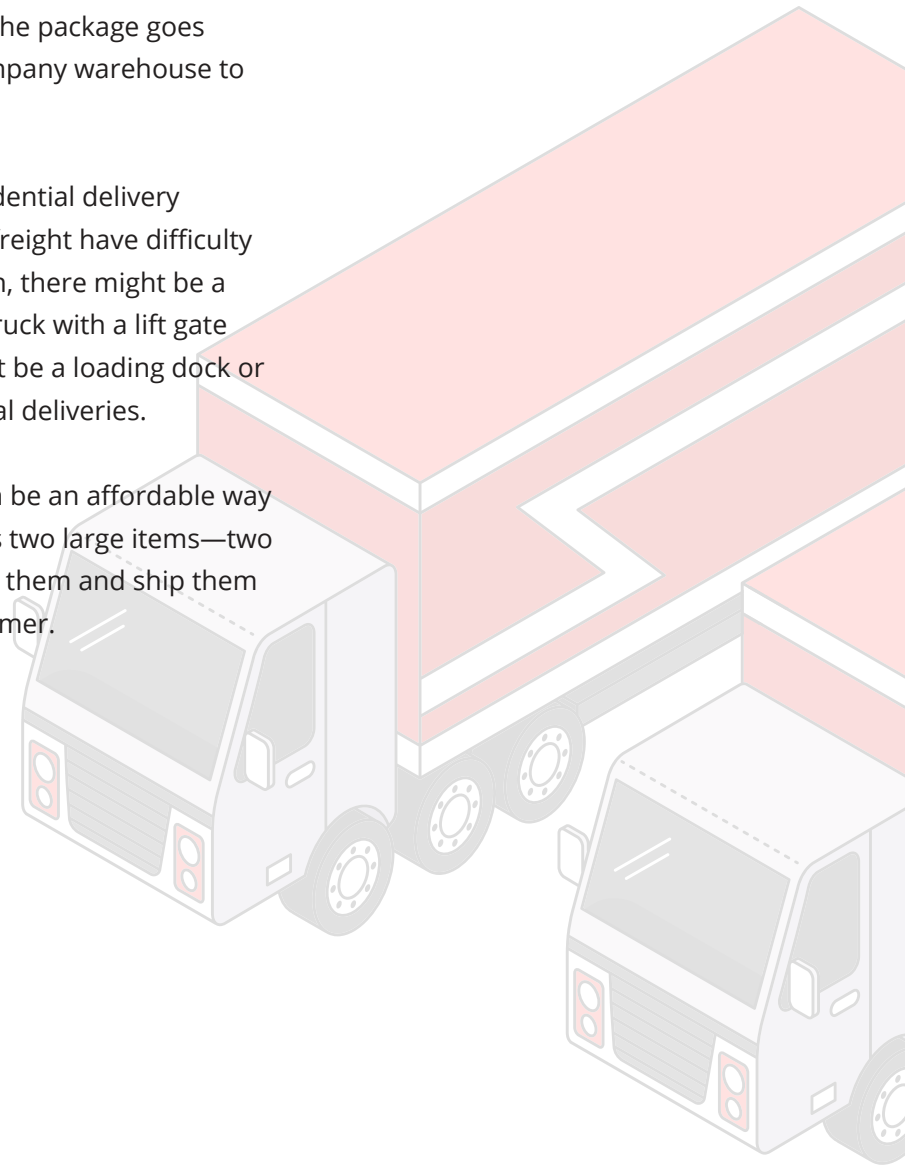 he package goes
mpany warehouse to
dential delivery
reight have difficulty
n, there might be a
ruck with a lift gate
t be a loading dock or
al deliveries.
n be an affordable way
s two large items—two
them and ship them
mer.